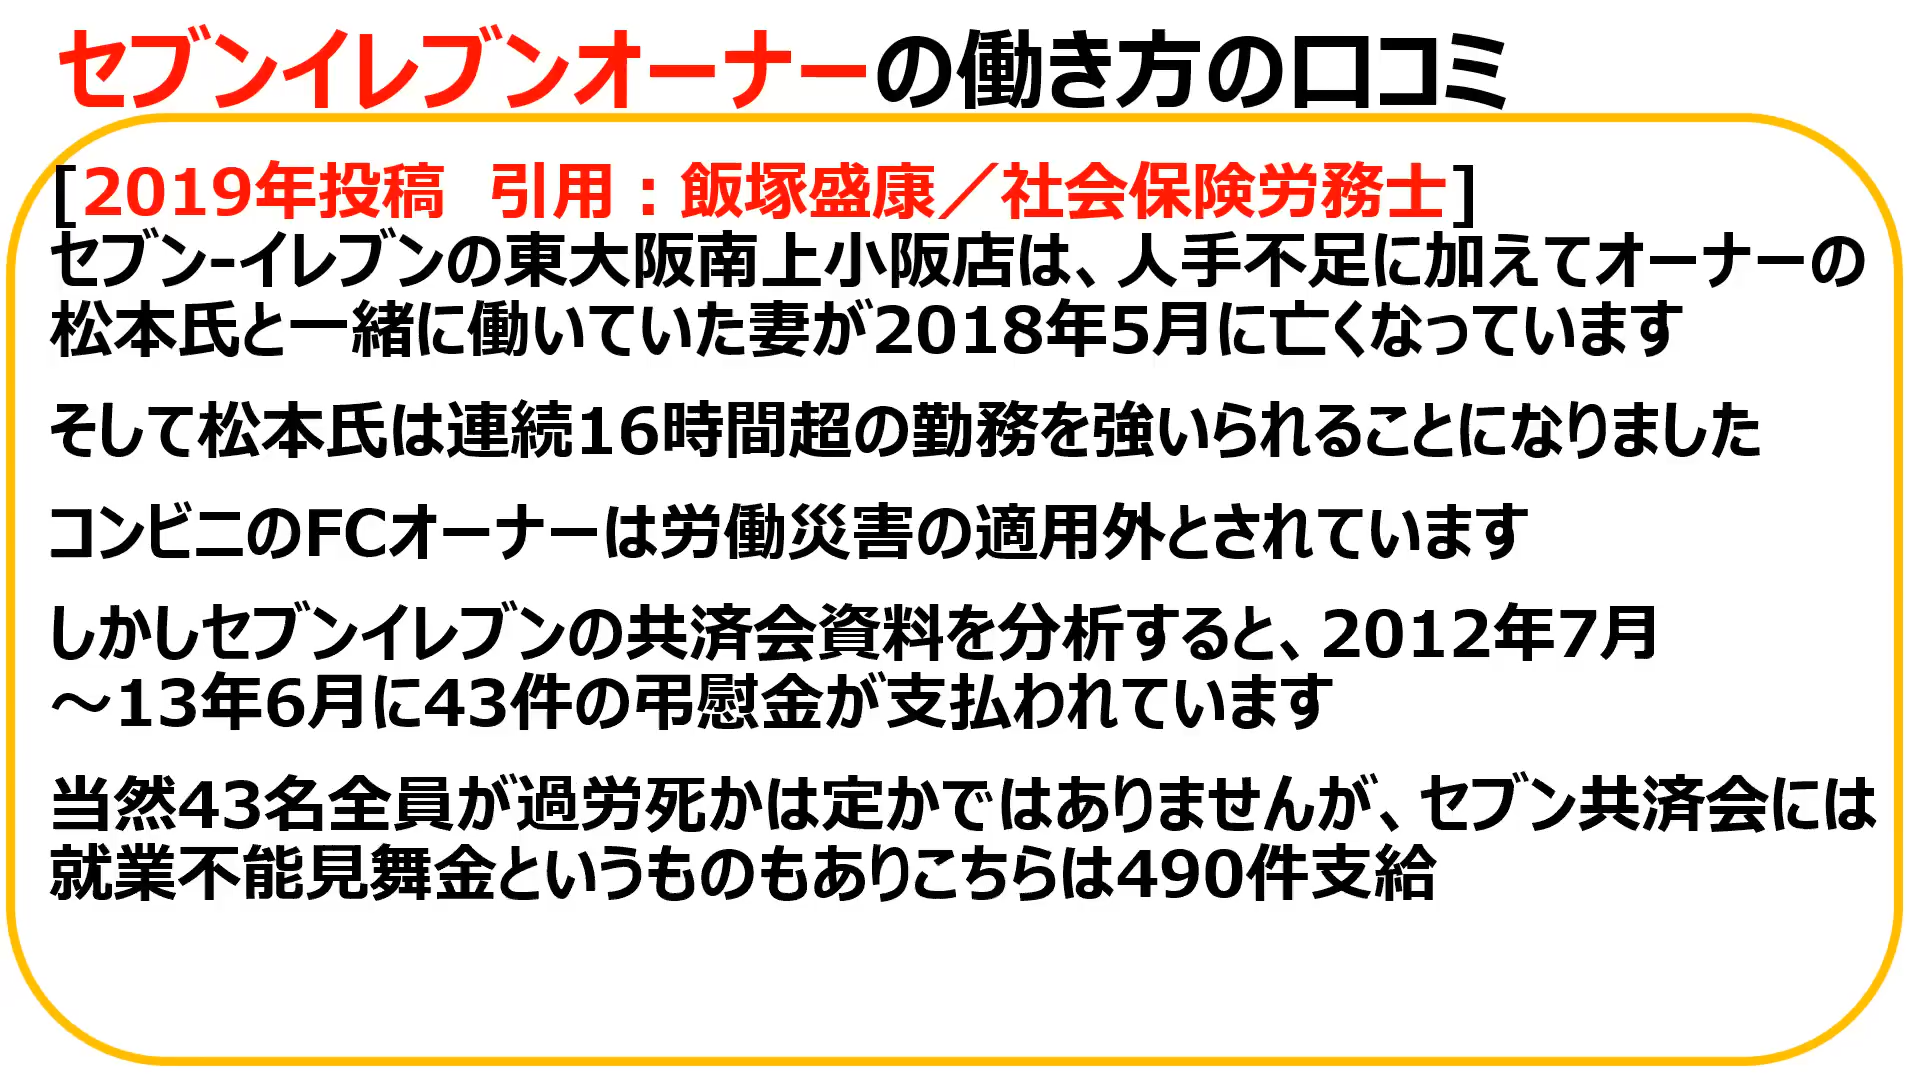 セブンイレブンオーナーの働き方の口コミ
[2019年投稿　引用：飯塚盛康／社会保険労務士]
セブン-イレブンの東大阪南上小阪店は、人手不足に加えてオーナーの
松本氏と一緒に働いていた妻が2018年5月に亡くなっています
そして松本氏は連続16時間超の勤務を強いられることになりました
コンビニのFCオーナーは労働災害の適用外とされています
しかしセブンイレブンの共済会資料を分析すると、2012年7月
～13年6月に43件の弔慰金が支払われています
当然43名全員が過労死かは定かではありませんが、セブン共済会には
就業不能見舞金というものもありこちらは490件支給